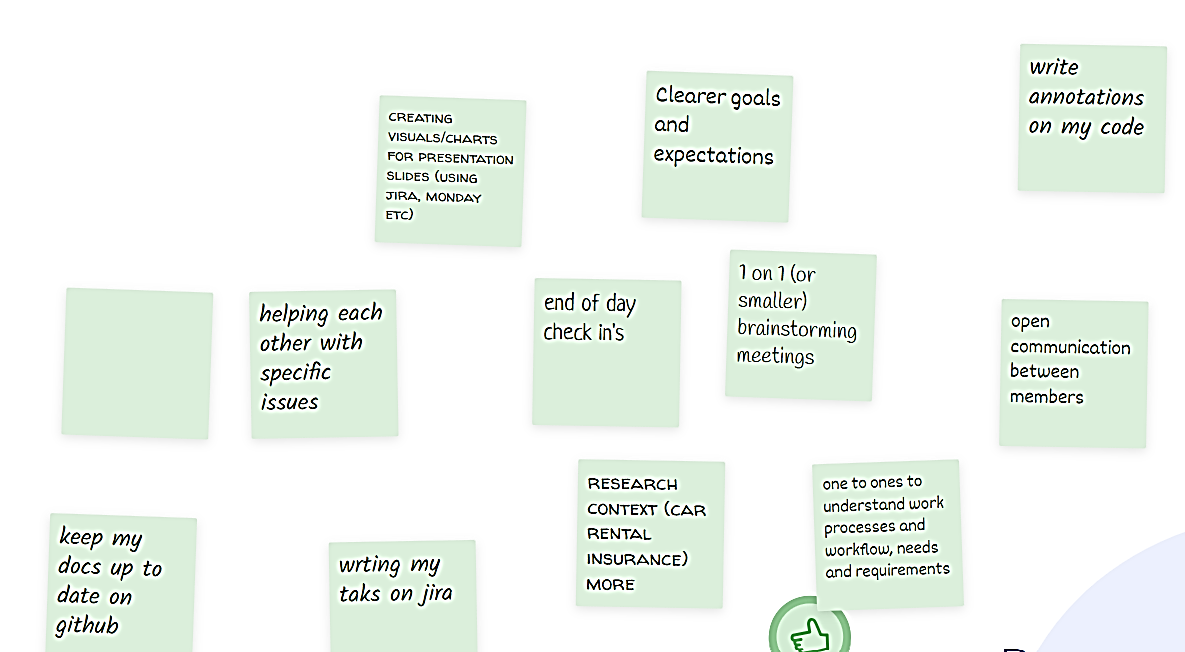 write
annotations
on my code
Clearer goals
and
expectations
CREATING
VISUALS/CHARTS
FOR PRESENTATION
SLIDES (USING
JIRA, MONDAY
ETC)
helping each
other with
specific
issues
end of day
check in's
1 on 1 (or
smaller)
brainstorming
meetings
open
communication
between
members
keep my
docs up to
date on
github
wrting my
taks on jira
RESEARCH
CONTEXT (CAR
RENTAL
INSURANCE)
MORE
one to ones to
understand work
processes and
workflow, needs
and requirements